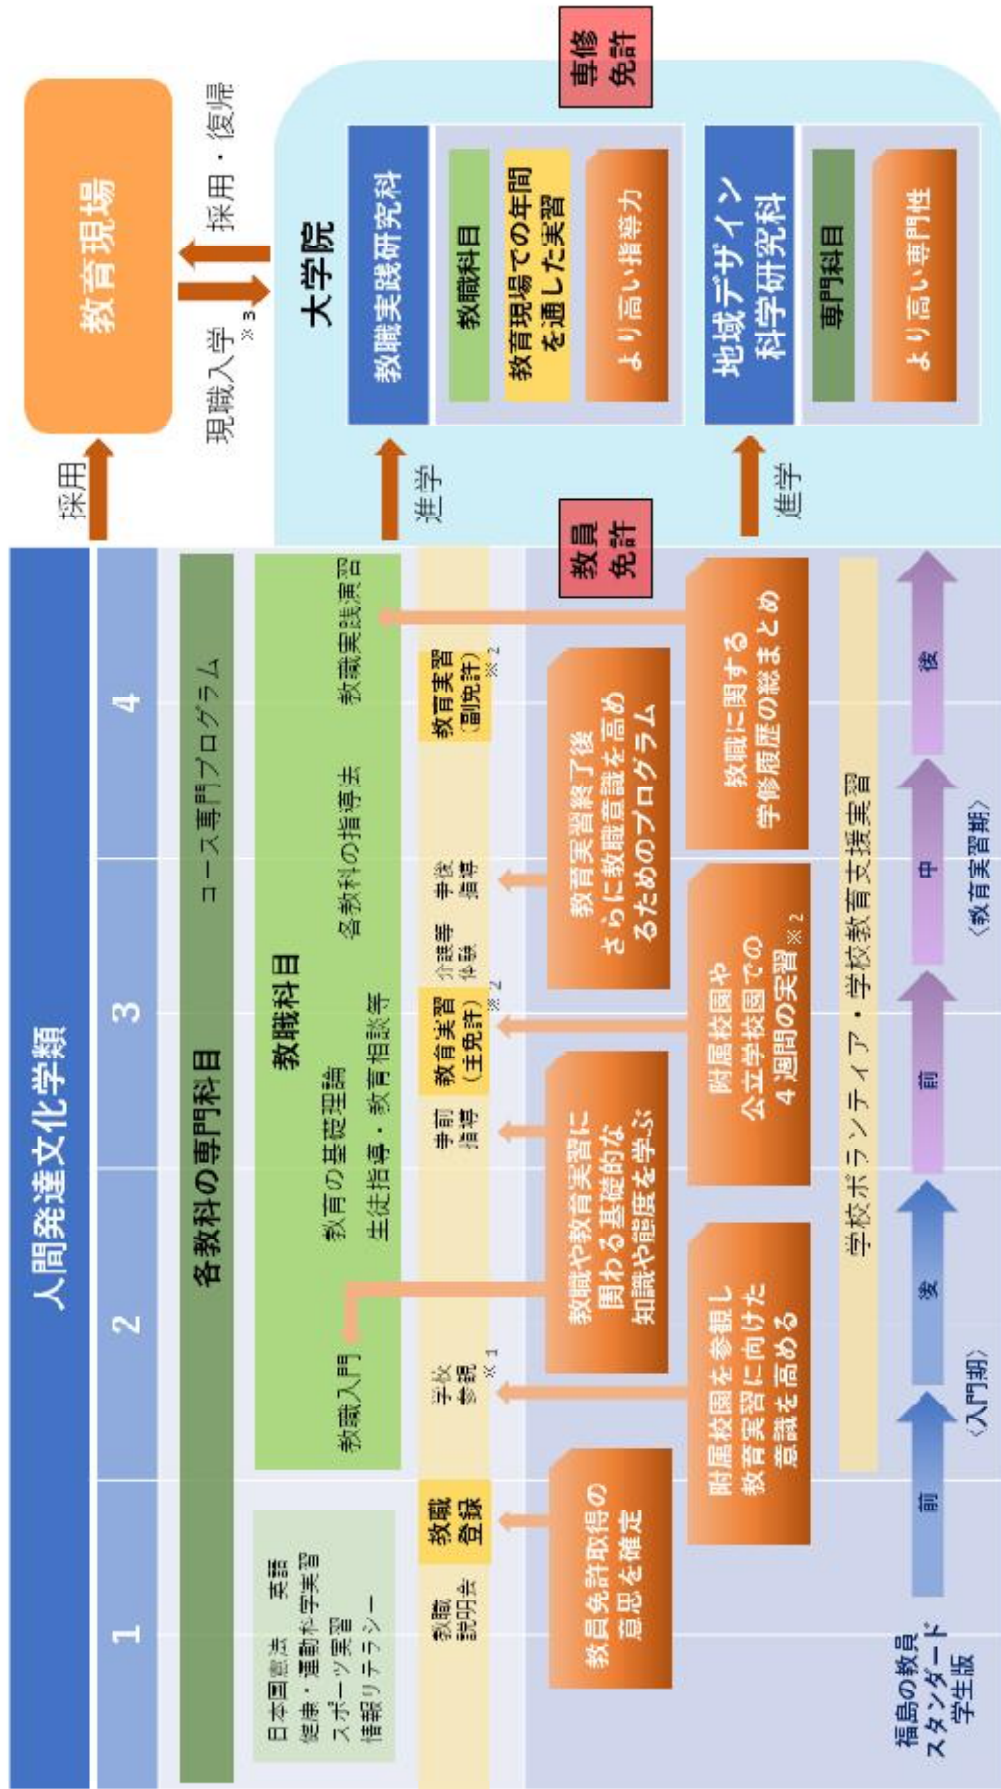 人間発達文化学類
1
2
3
4
各教科の専門科目
コース専門プログラム
日本国憲法　英語
健康・運動科学実習
スポーツ実習
情報リテラシー
教職科目
教職入門
教育の基礎理論
生徒指導・教育相談等
各教科の指導法
教職実践演習
教職
説明会
教職
登録
学校
参観
※1
事前
指導
教育実習
（主免許）
※2
介護等
体験
事後
指導
教育実習
（副免許）
※2
教員免許取得の
意思を確定
教職や教育実習に
関わる基礎的な
知識や態度を学ぶ
教育実習終了後
さらに教職意識を高め
るためのプログラム
附属校園を参観し
教育実習に向けた
意識を高める
附属校園や
公立学校園での
４週間の実習※2
教職に関する
学修履歴の総まとめ
学校ボランティア・学校教育支援実習
福島の教員
スタンダード
学生版
前
後
前
中
後
〈入門期〉
〈教育実習期〉
教員
免許
採用
進学
進学
教育現場
現職入学
※3
採用・復帰
大学院
教職実践研究科
教職科目
教育現場での年間
を通した実習
より高い指導力
地域デザイン
科学研究科
専門科目
より高い専門性
専修
免許